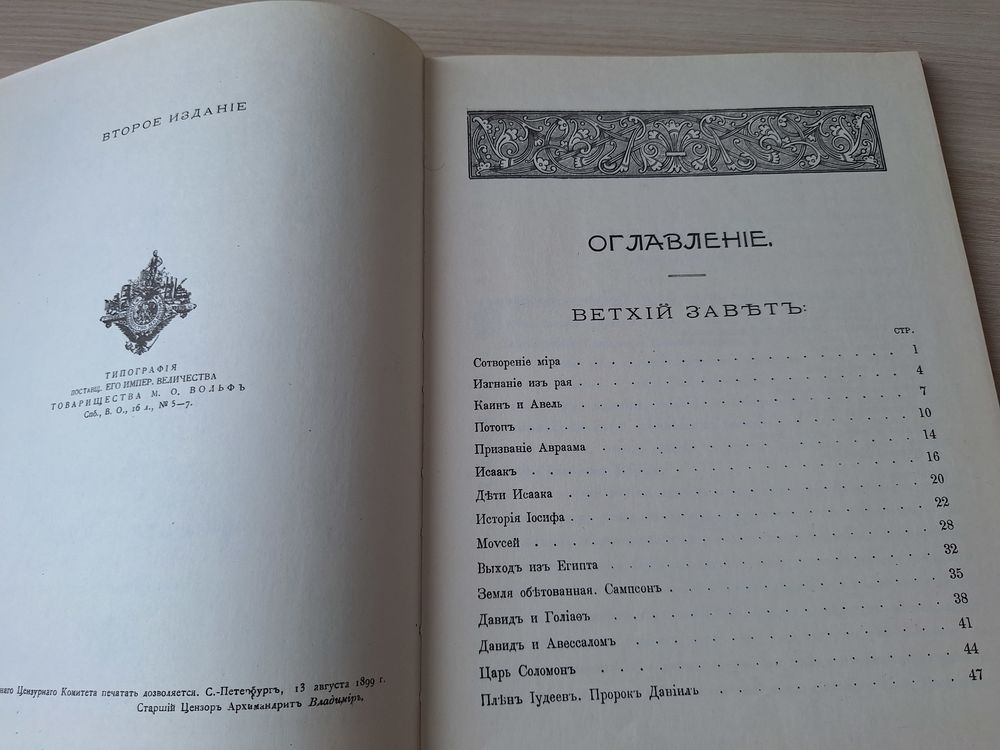 ВТОРОЕ ИЗДАНІЕ
ТИПОГРАФІЯ
ПОСТАВЩ. ЕГО ИМПЕР. ВЕЛИЧЕСТВА
ТОВАРИЩЕСТВА М. О. ВОЛЬФЪ
Спб., В. О., 16 л., № 5—7.
Цензурнаго Комитета печатать дозволяется. С.-Петербургъ, 13 августа 1899 г.
Старшій Цензоръ Архимандритъ Владиміръ.
ОГЛАВЛЕНІЕ.
ВЕТХІЙ ЗАВѢТЪ:
СТР.
Сотвореніе міра . . . . . . . . . . . . 1
Изгнаніе изъ рая . . . . . . . . . . . . 4
Каинъ и Авель . . . . . . . . . . . . 7
Потопъ . . . . . . . . . . . . 10
Призваніе Авраама . . . . . . . . . . . . 14
Исаакъ . . . . . . . . . . . . 16
Дѣти Исаака . . . . . . . . . . . . 20
Исторія Іосифа . . . . . . . . . . . . 22
Моѵсей . . . . . . . . . . . . 28
Выходъ изъ Египта . . . . . . . . . . . . 32
Земля обѣтованная. Сампсонъ . . . . . . . . . . . . 35
Давидъ и Голіаѳъ . . . . . . . . . . . . 38
Давидъ и Авессаломъ . . . . . . . . . . . . 41
Царь Соломонъ . . . . . . . . . . . . 44
Плѣнъ Іудеевъ. Пророкъ Даніилъ . . . . . . . . . . . . 47